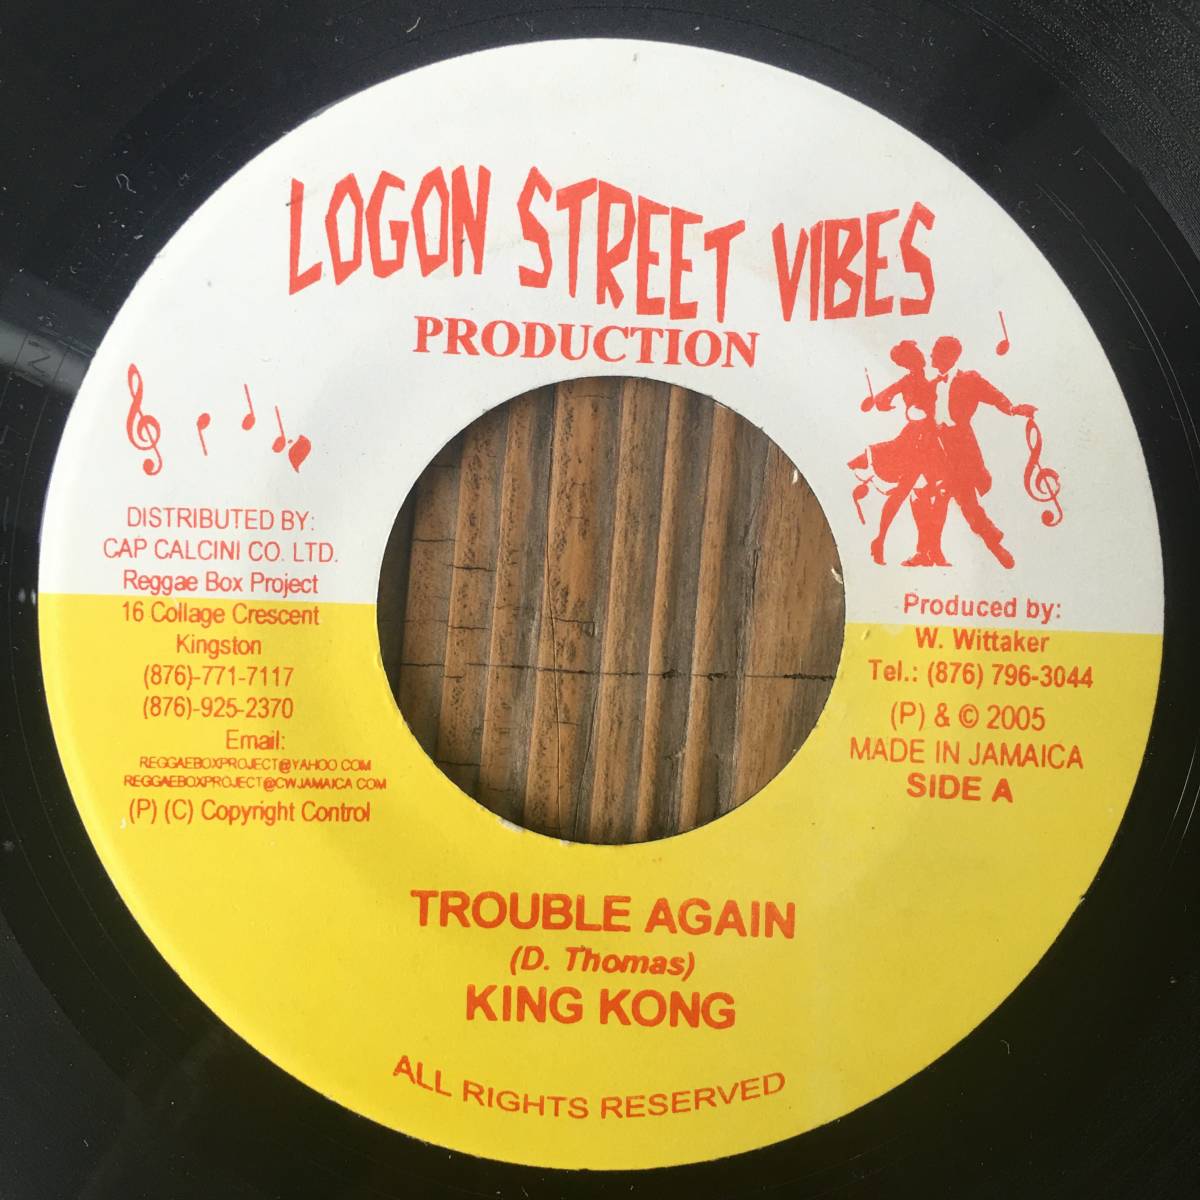 LOGON STREET VIBES
PRODUCTION
DISTRIBUTED BY:
CAP CALCINI CO. LTD.
Reggae Box Project
16 Collage Crescent
Kingston
(876)-771-7117
(876)-925-2370
Email:
REGGAEBOXPROJECT@YAHOO COM
REGGAEBOXPROJECT@CWJAMAICA COM
(P) (C) Copyright Control
Produced by:
W. Wittaker
Tel.: (876) 796-3044
(P) & © 2005
MADE IN JAMAICA
SIDE A
TROUBLE AGAIN
(D. Thomas)
KING KONG
ALL RIGHTS RESERVED